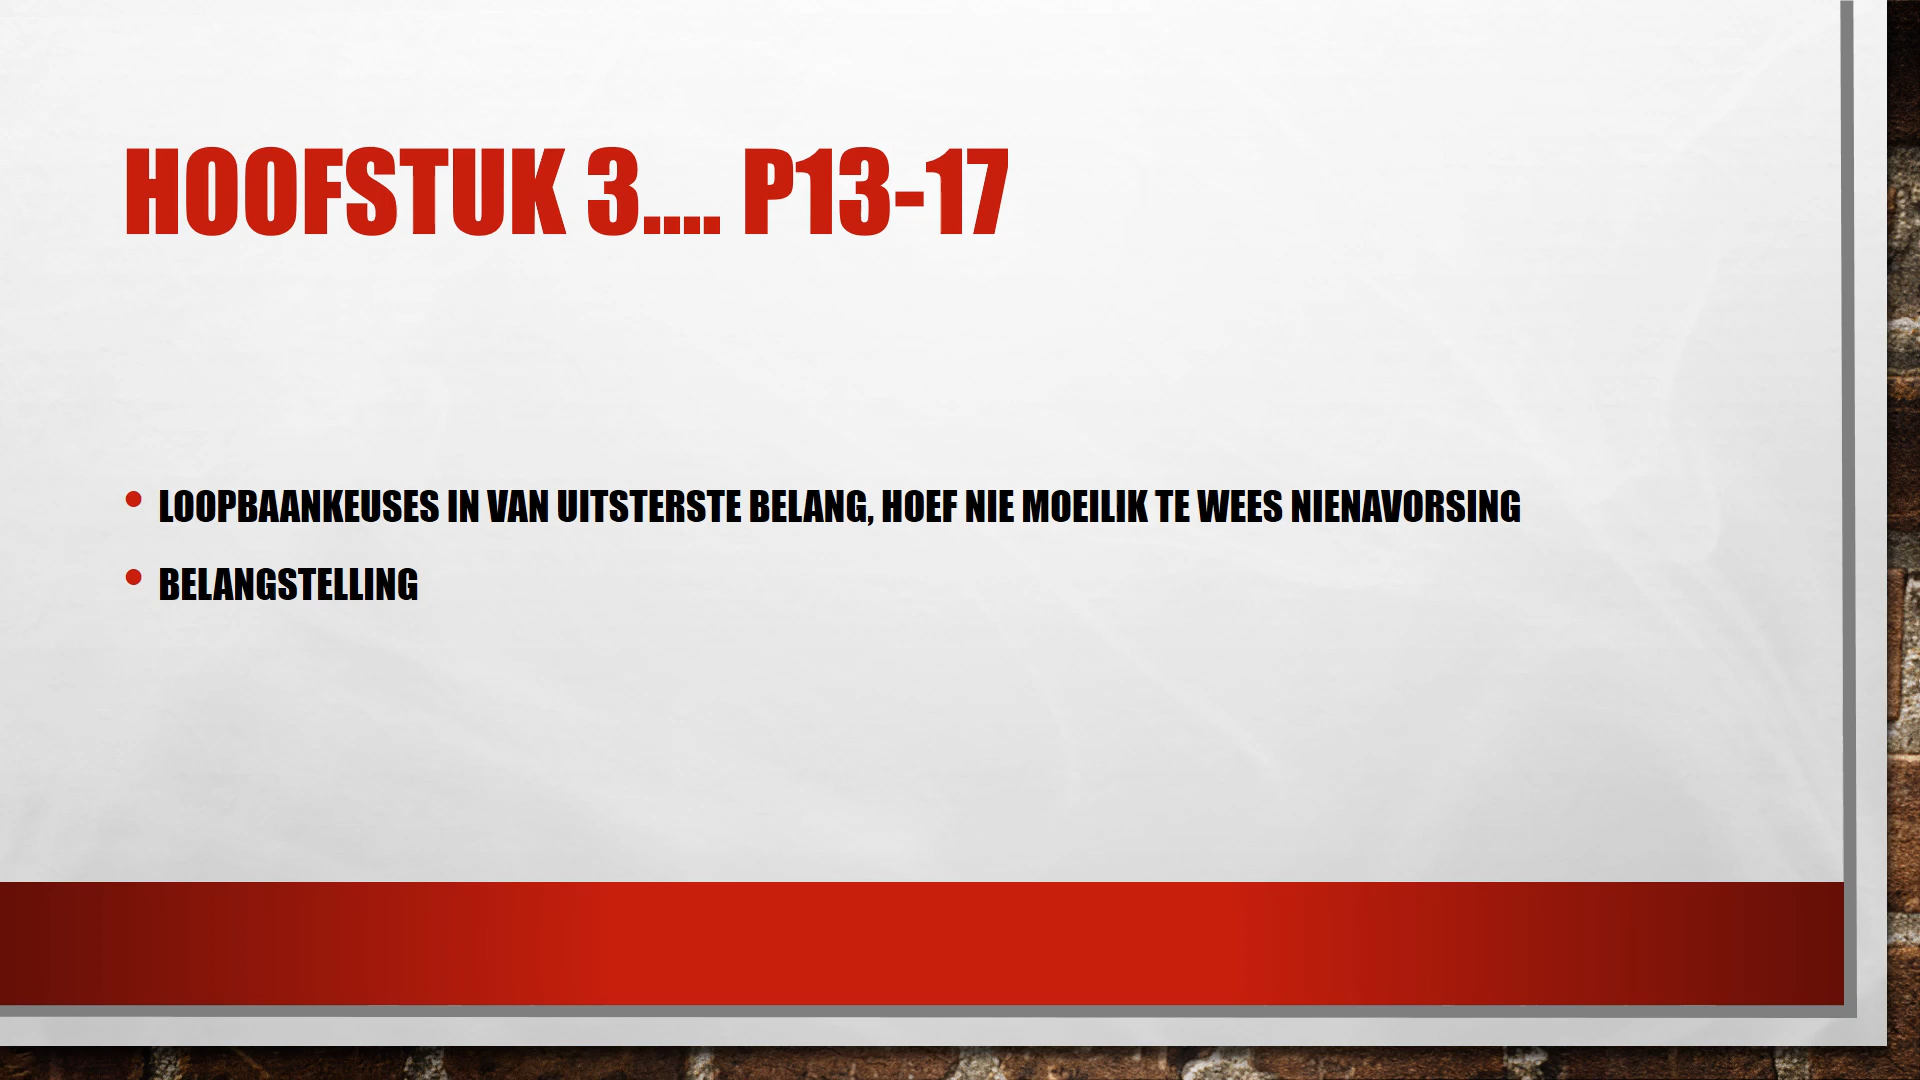 HOOFSTUK 3.... P13-17
• LOOPBAANKEUSES IN VAN UITSTERSTE BELANG, HOEF NIE MOEILIK TE WEES NIENAVORSING
• BELANGSTELLING